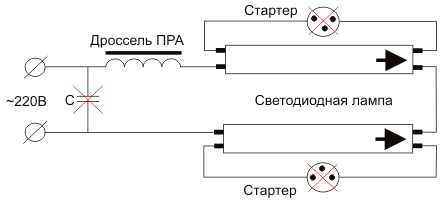 Стартер
Дроссель ПРА
С
~220В
Светодиодная лампа
Стартер